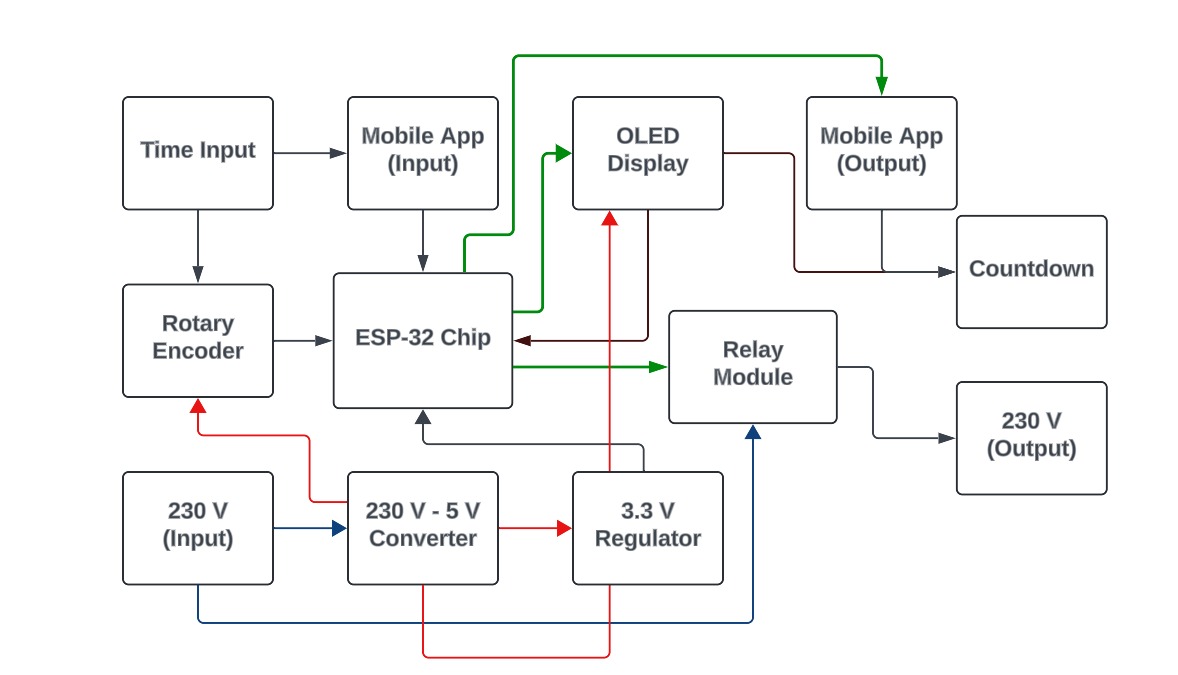 Time Input
Mobile App
(Input)
OLED
Display
Mobile App
(Output)
Countdown
Rotary
Encoder
ESP-32 Chip
Relay
Module
230 V
(Output)
230 V
(Input)
230 V - 5 V
Converter
3.3 V
Regulator